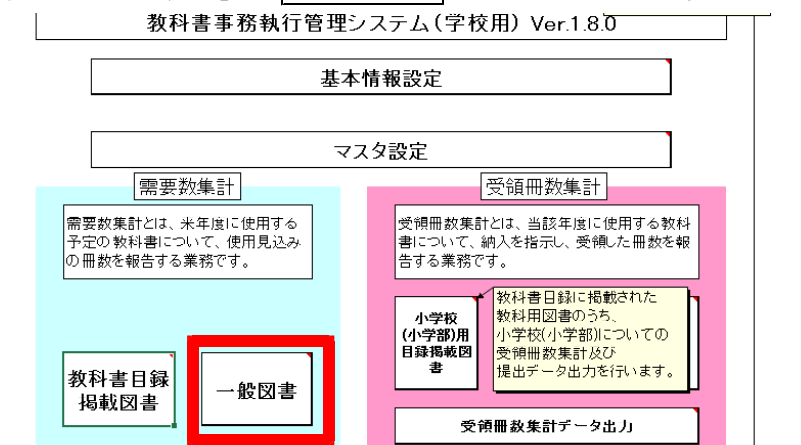 教科書事務執行管理システム(学校用) Ver.1.8.0
基本情報設定
マスタ設定
需要数集計
需要数集計とは、来年度に使用する
予定の教科書について、使用見込み
の冊数を報告する業務です。
教科書目録
掲載図書
一般図書
受領冊数集計
受領冊数集計とは、当該年度に使用する教科
書について、納入を指示し、受領した冊数を報
告する業務です。
小学校
(小学部)用
目録掲載図
書
教科書目録に掲載された
教科用図書のうち、
小学校(小学部)についての
受領冊数集計及び
提出データ出力を行います。
受領冊数集計データ出力